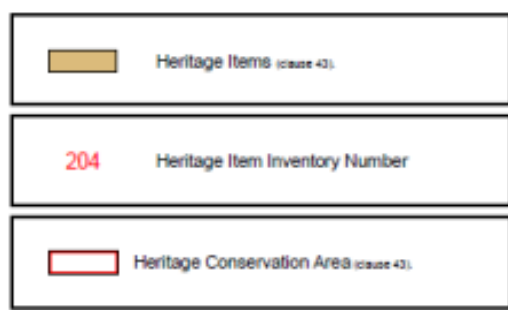 Heritage Items (clause 43).
204 Heritage Item Inventory Number
Heritage Conservation Area (clause 43).